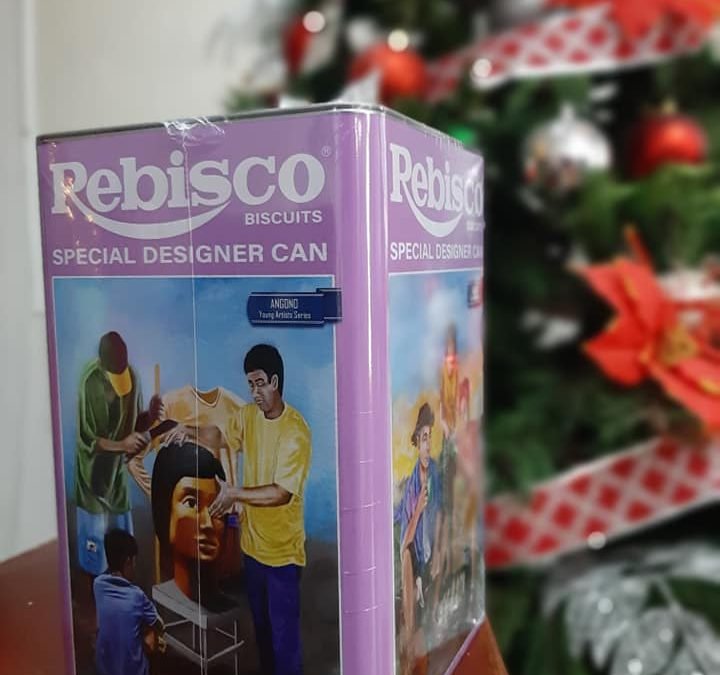 Rebisco®
BISCUITS
SPECIAL DESIGNER CAN
ANGONO
Young Artists Series
Rebisco
SPECIAL DESIGNER CAN